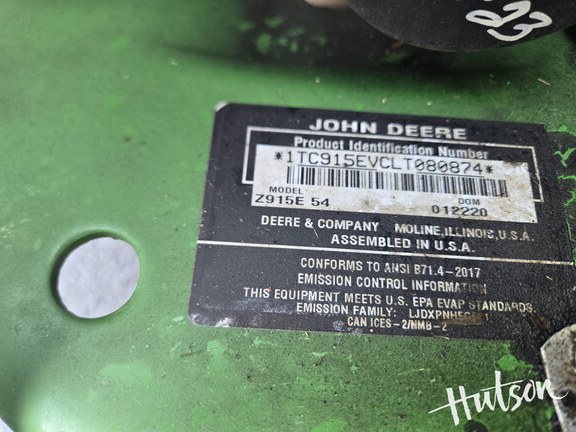 JOHN DEERE
Product Identification Number
*1TC915EVCLT080874*
MODEL DOM
Z915E 54 012220
DEERE & COMPANY MOLINE, ILLINOIS, U.S.A.
ASSEMBLED IN U.S.A.
CONFORMS TO ANSI B71.4-2017
EMISSION CONTROL INFORMATION
THIS EQUIPMENT MEETS U.S. EPA EVAP STANDARDS.
EMISSION FAMILY:
CAN ICES-2/NMB-2
Hutson